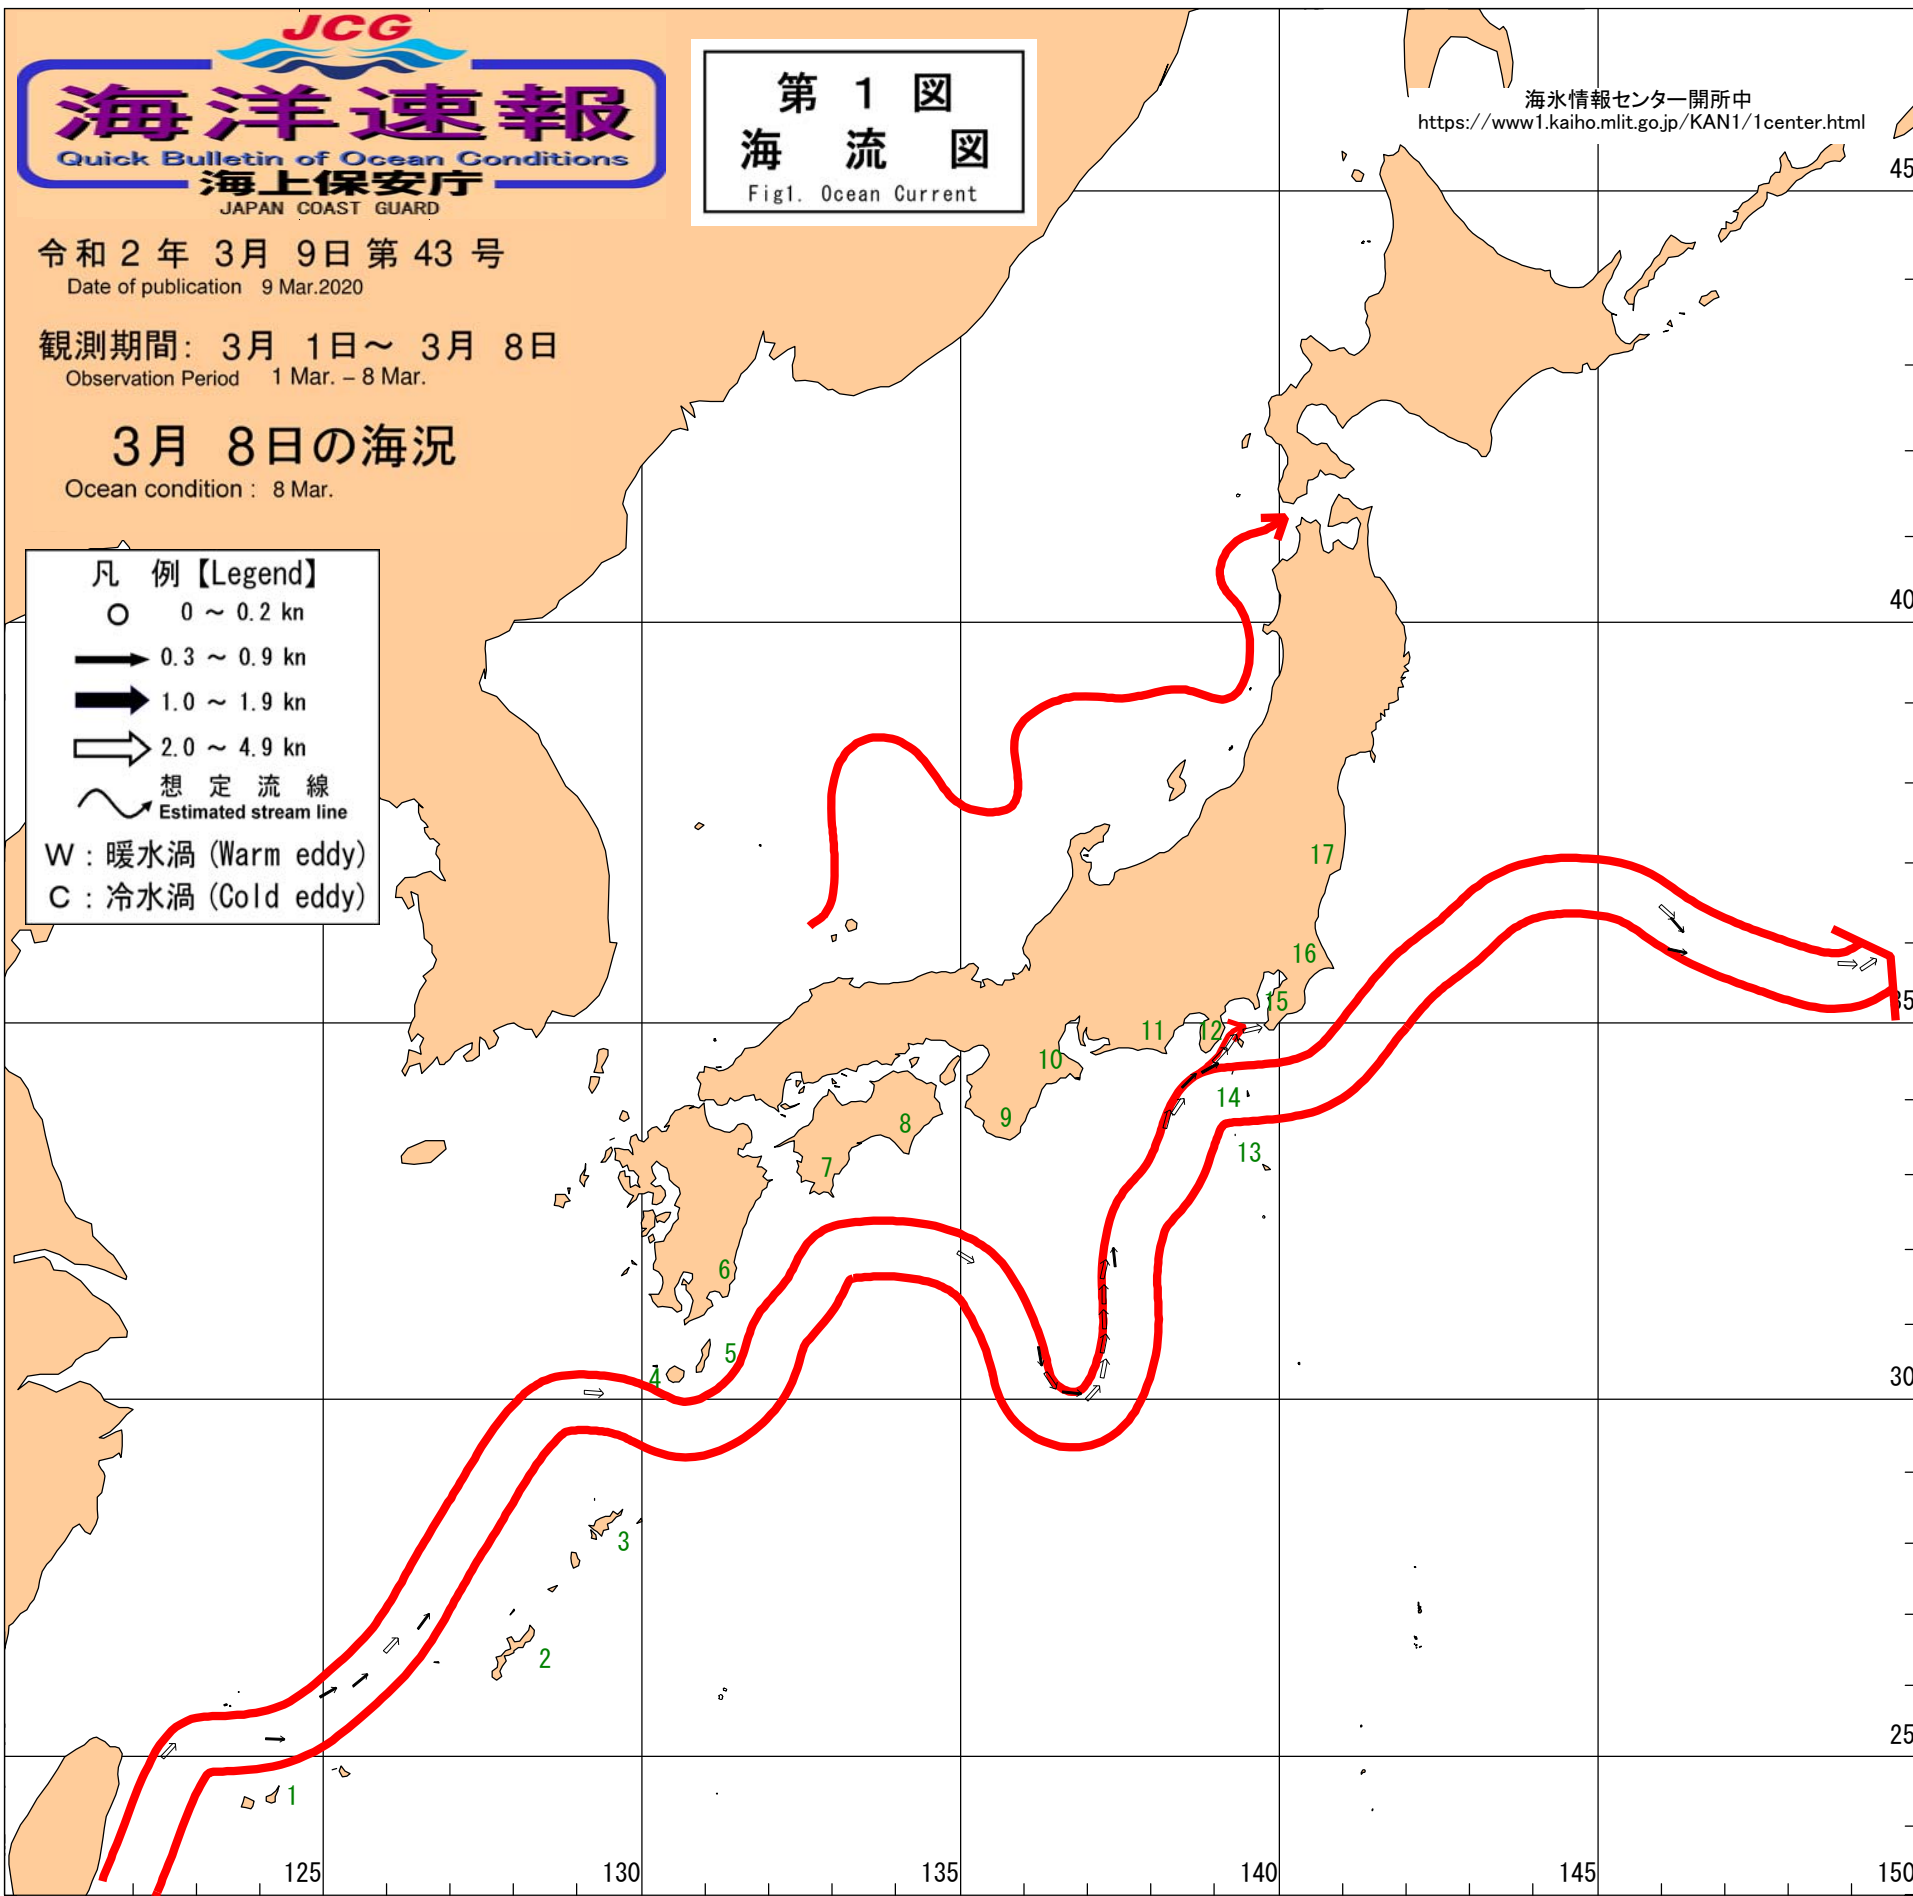 JCG
海洋速報
Quick Bulletin of Ocean Conditions
海上保安庁
JAPAN COAST GUARD
第 1 図
海 流 図
Fig1. Ocean Current
海氷情報センター開所中
https://www1.kaiho.mlit.go.jp/KAN1/1center.html
令和 2 年 3月 9日 第 43 号
Date of publication 9 Mar.2020
観測期間: 3月 1日～ 3月 8日
Observation Period 1 Mar. – 8 Mar.
3月 8日の海況
Ocean condition : 8 Mar.
凡 例【Legend】
0 ～ 0.2 kn
0.3 ～ 0.9 kn
1.0 ～ 1.9 kn
2.0 ～ 4.9 kn
想 定 流 線
Estimated stream line
W : 暖水渦 (Warm eddy)
C : 冷水渦 (Cold eddy)
45
40
35
30
25
17
16
15
12
11
10
14
9
8
13
7
6
5
4
3
2
1
125
130
135
140
145
150